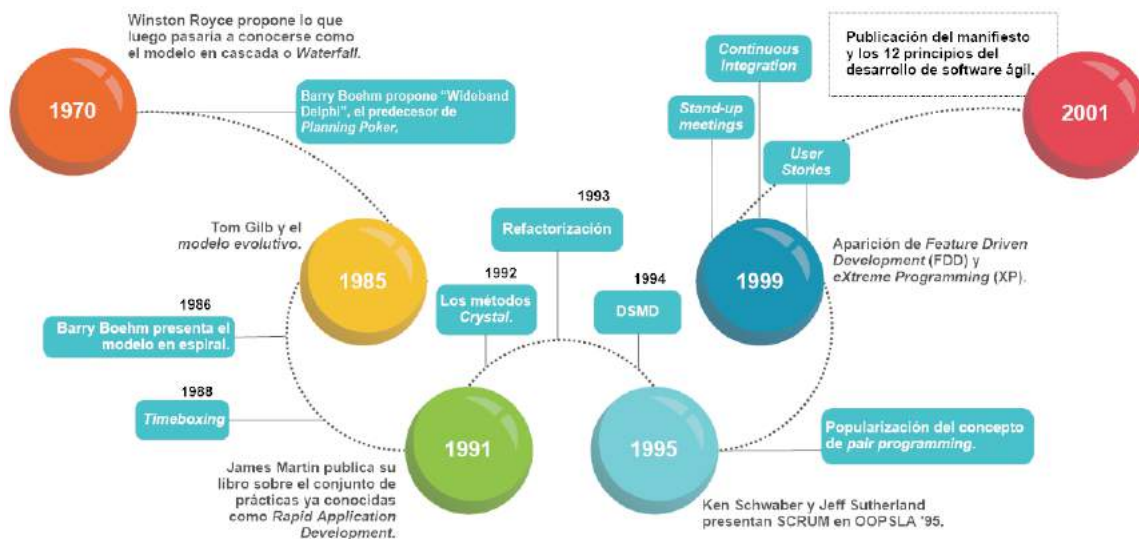 Winston Royce propone lo que
luego pasaría a conocerse como
el modelo en cascada o Waterfall.
1970
Barry Boehm propone “Wideband
Delphi”, el predecesor de
Planning Poker,
Tom Gilb y el
modelo evolutivo.
1985
1986
Barry Boehm presenta el
modelo en espiral.
1988
Timeboxing
1991
James Martin publica su
libro sobre el conjunto de
prácticas ya conocidas
como Rapid Application
Development.
1992
Los métodos
Crystal.
1993
Refactorización
1994
DSMD
1995
Ken Schwaber y Jeff Sutherland
presentan SCRUM en OOPSLA '95.
Popularización del concepto
de pair programming.
1999
Aparición de Feature Driven
Development (FDD) y
eXtreme Programming (XP).
Stand-up
meetings
Continuous
Integration
User
Stories
Publicación del manifiesto
y los 12 principios del
desarrollo de software ágil.
2001